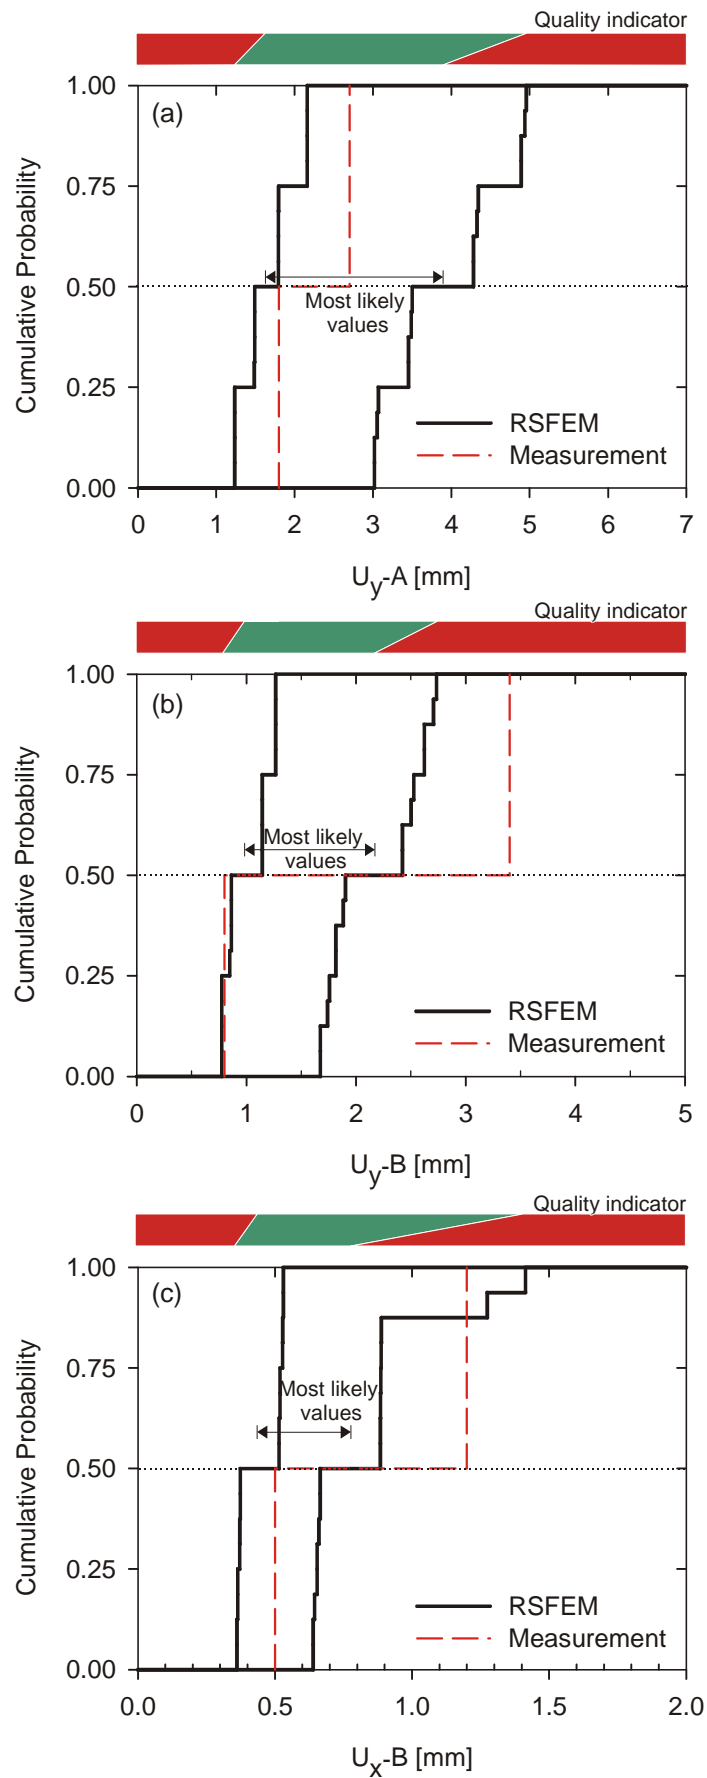 Quality indicator
(a)
1.00
0.75
0.50
0.25
0.00
Cumulative Probability
Most likely
values
RSFEM
Measurement
0 1 2 3 4 5 6 7
Uy-A [mm]
Quality indicator
(b)
1.00
0.75
0.50
0.25
0.00
Cumulative Probability
Most likely
values
RSFEM
Measurement
0 1 2 3 4 5
Uy-B [mm]
Quality indicator
(c)
1.00
0.75
0.50
0.25
0.00
Cumulative Probability
Most likely
values
RSFEM
Measurement
0.0 0.5 1.0 1.5 2.0
Ux-B [mm]